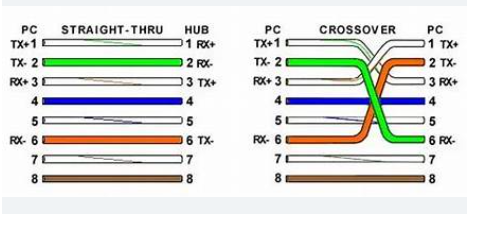 PC STRAIGHT-THRU HUB
TX+1 1 RX+
TX- 2 2 RX-
RX+ 3 3 TX+
4 4
5 5
RX- 6 6 TX-
7 7
8 8
PC CROSSOVER PC
TX+1 1 TX+
TX- 2 2 TX-
RX+ 3 3 RX+
4 4
5 5
RX- 6 6 RX-
7 7
8 8